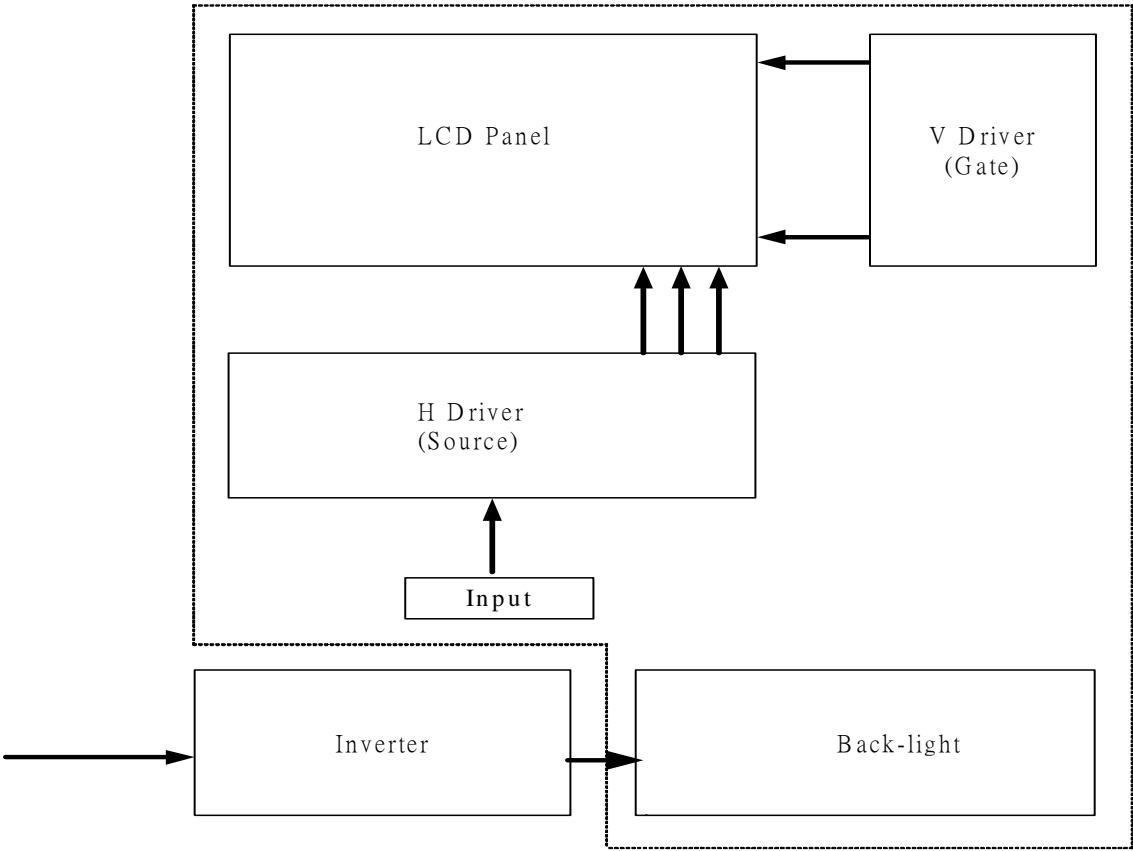 LCD Panel
V Driver
(Gate)
H Driver
(Source)
Input
Inverter
Back-light